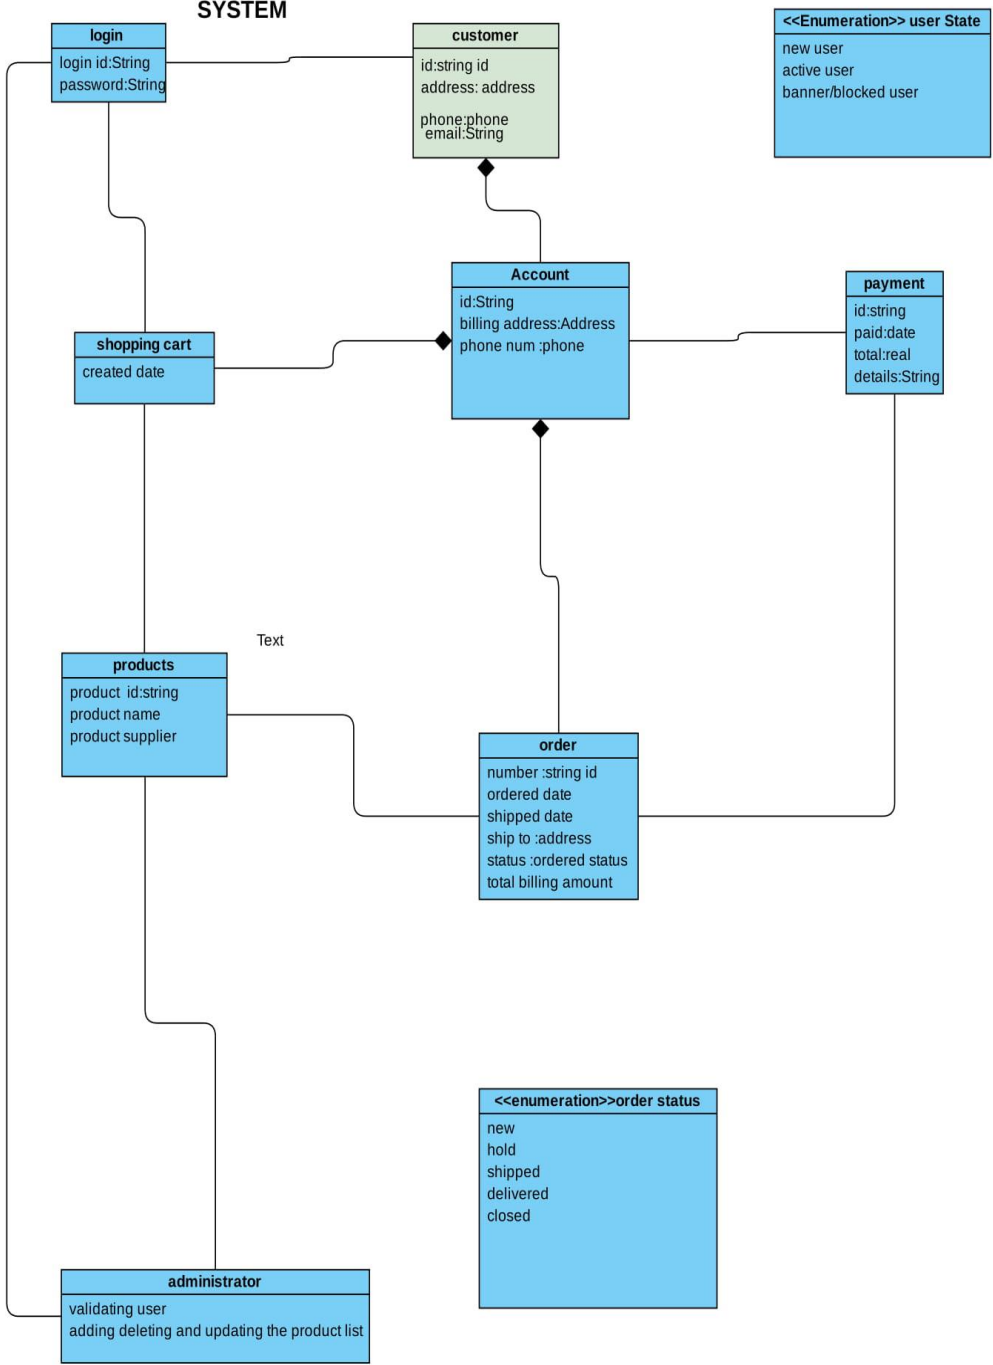 SYSTEM
login
login id:String
password:String
customer
id:string id
address: address
phone:phone
email:String
<<Enumeration>> user State
new user
active user
banner/blocked user
Account
id:String
billing address:Address
phone num :phone
payment
id:string
paid:date
total:real
details:String
shopping cart
created date
Text
products
product  id:string
product name
product supplier
order
number :string id
ordered date
shipped date
ship to :address
status :ordered status
total billing amount
<<enumeration>>order status
new
hold
shipped
delivered
closed
administrator
validating user
adding deleting and updating the product list